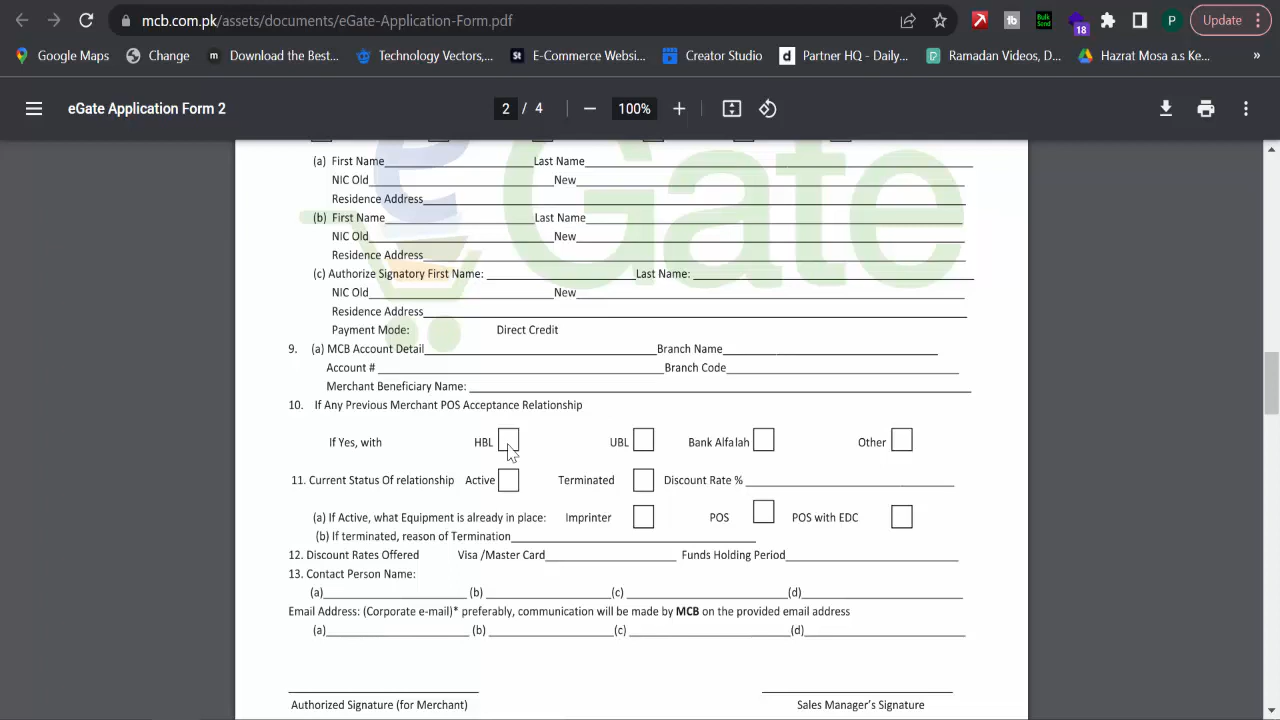 mcb.com.pk/assets/documents/eGate-Application-Form.pdf
P
Update
Google Maps
Change
Download the Best...
Technology Vectors,...
E-Commerce Websi...
Creator Studio
Partner HQ - Daily...
Ramadan Videos, D...
Hazrat Mosa a.s Ke...
»
18
tb
Bulk Send
St
m
d
eGate Application Form 2
2 / 4
100%
eGate
(a) First Name Last Name
NIC Old New
Residence Address
(b) First Name Last Name
NIC Old New
Residence Address
(c) Authorize Signatory First Name: Last Name:
NIC Old New
Residence Address
Payment Mode: Direct Credit
9. (a) MCB Account Detail Branch Name
Account # Branch Code
Merchant Beneficiary Name:
10. If Any Previous Merchant POS Acceptance Relationship
If Yes, with HBL UBL Bank Alfalah Other
11. Current Status Of relationship Active Terminated Discount Rate %
(a) If Active, what Equipment is already in place: Imprinter POS POS with EDC
(b) If terminated, reason of Termination
12. Discount Rates Offered Visa /Master Card Funds Holding Period
13. Contact Person Name:
(a) (b) (c) (d)
Email Address: (Corporate e-mail)* preferably, communication will be made by MCB on the provided email address
(a) (b) (c) (d)
Authorized Signature (for Merchant) Sales Manager's Signature